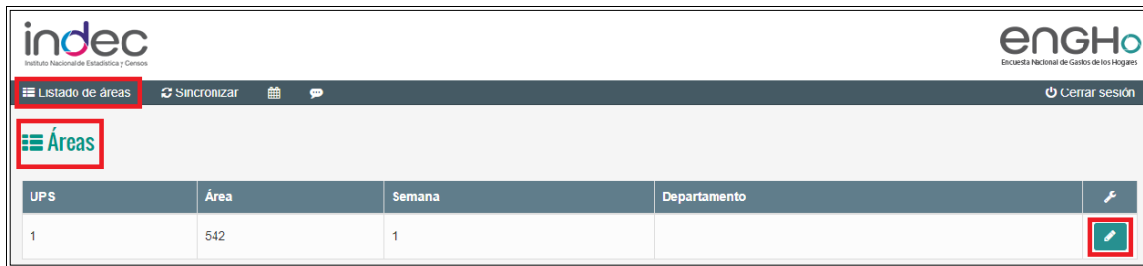 indec
Instituto Nacional de Estadística y Censos
engho
Encuesta Nacional de Gastos de los Hogares
Listado de áreas Sincronizar Cerrar sesión
Áreas
UPS Área Semana Departamento
1 542 1